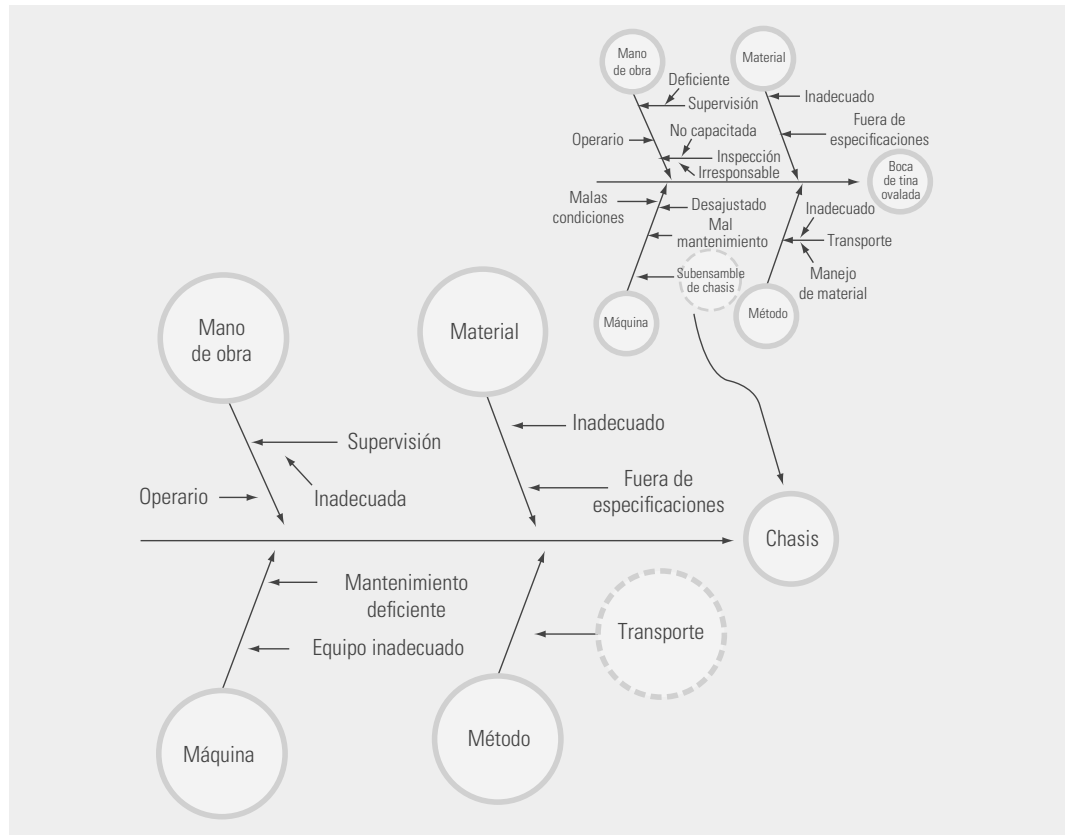 Mano
de obra
Material
Deficiente
Supervisión
Inadecuado
Operario
No capacitada
Fuera de
especificaciones
Inspección
Irresponsable
Boca
de tina
ovalada
Malas
condiciones
Desajustado
Mal
mantenimiento
Inadecuado
Transporte
Subensamble
de chasis
Manejo
de material
Máquina
Método
Mano
de obra
Material
Supervisión
Inadecuado
Operario
Inadecuada
Fuera de
especificaciones
Chasis
Mantenimiento
deficiente
Equipo inadecuado
Transporte
Máquina
Método